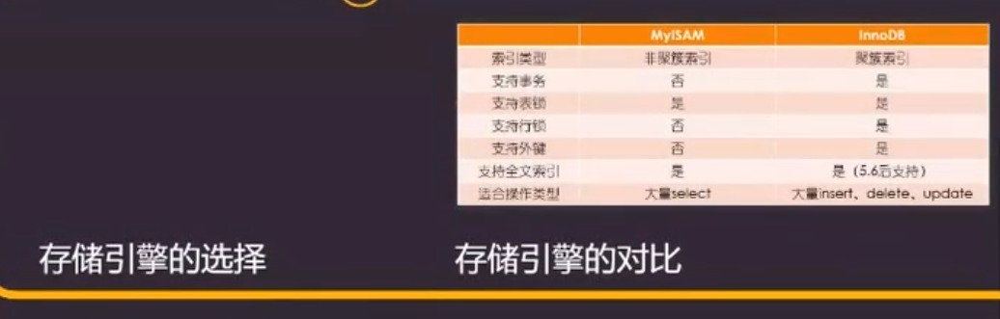 MyISAM InnoDB
索引类型 非聚簇索引 聚簇索引
支持事务 否 是
支持表锁 是 是
支持行锁 否 是
支持外键 否 是
支持全文索引 是 是（5.6后支持）
适合操作类型 大量select 大量insert、delete、update
存储引擎的选择 存储引擎的对比